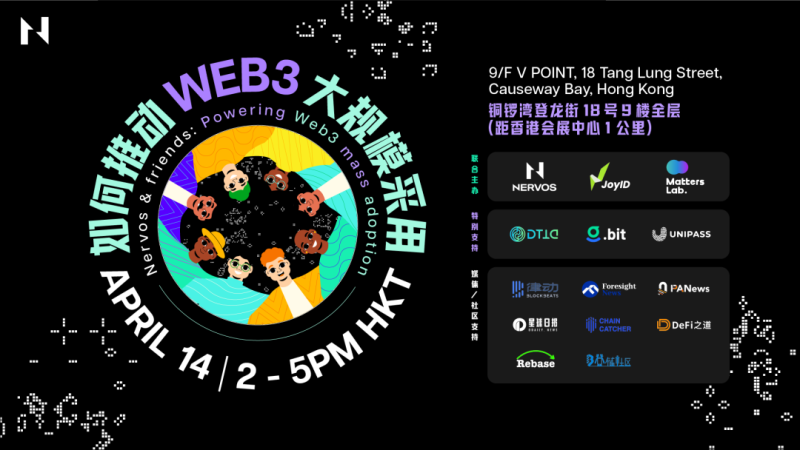 如何推动 WEB3 大规模采用
Nervos & friends: Powering Web3 mass adoption
APRIL 14 | 2 - 5PM HKT
9/F V POINT, 18 Tang Lung Street,
Causeway Bay, Hong Kong
铜锣湾登龙街 18 号 9 楼全层
(距香港会展中心 1 公里)
联合主办
NERVOS
JoyID
Matters Lab.
特别支持
.bit
UNIPASS
媒体/社区支持
律动
BLOCKBEATS
Foresight
News
PANews
星球日报
ODAILY NEWS
CHAIN
CATCHER
DeFi之道
Rebase